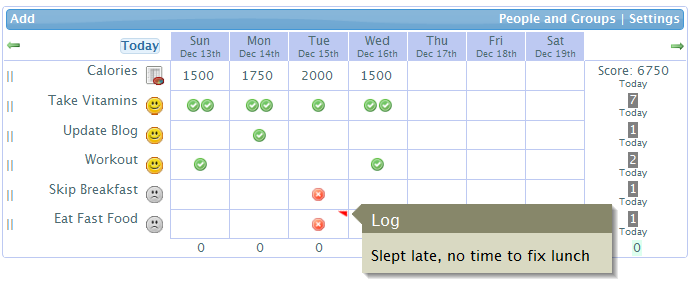 Add People and Groups | Settings
Today Sun Mon Tue Wed Thu Fri Sat
Dec 13th Dec 14th Dec 15th Dec 16th Dec 17th Dec 18th Dec 19th
Calories 1500 1750 2000 1500 Score: 6750
Today
Take Vitamins 7
Today
Update Blog 1
Today
Workout 2
Today
Skip Breakfast 1
Today
Eat Fast Food 1
Today
Log
Slept late, no time to fix lunch
0 0 0 0